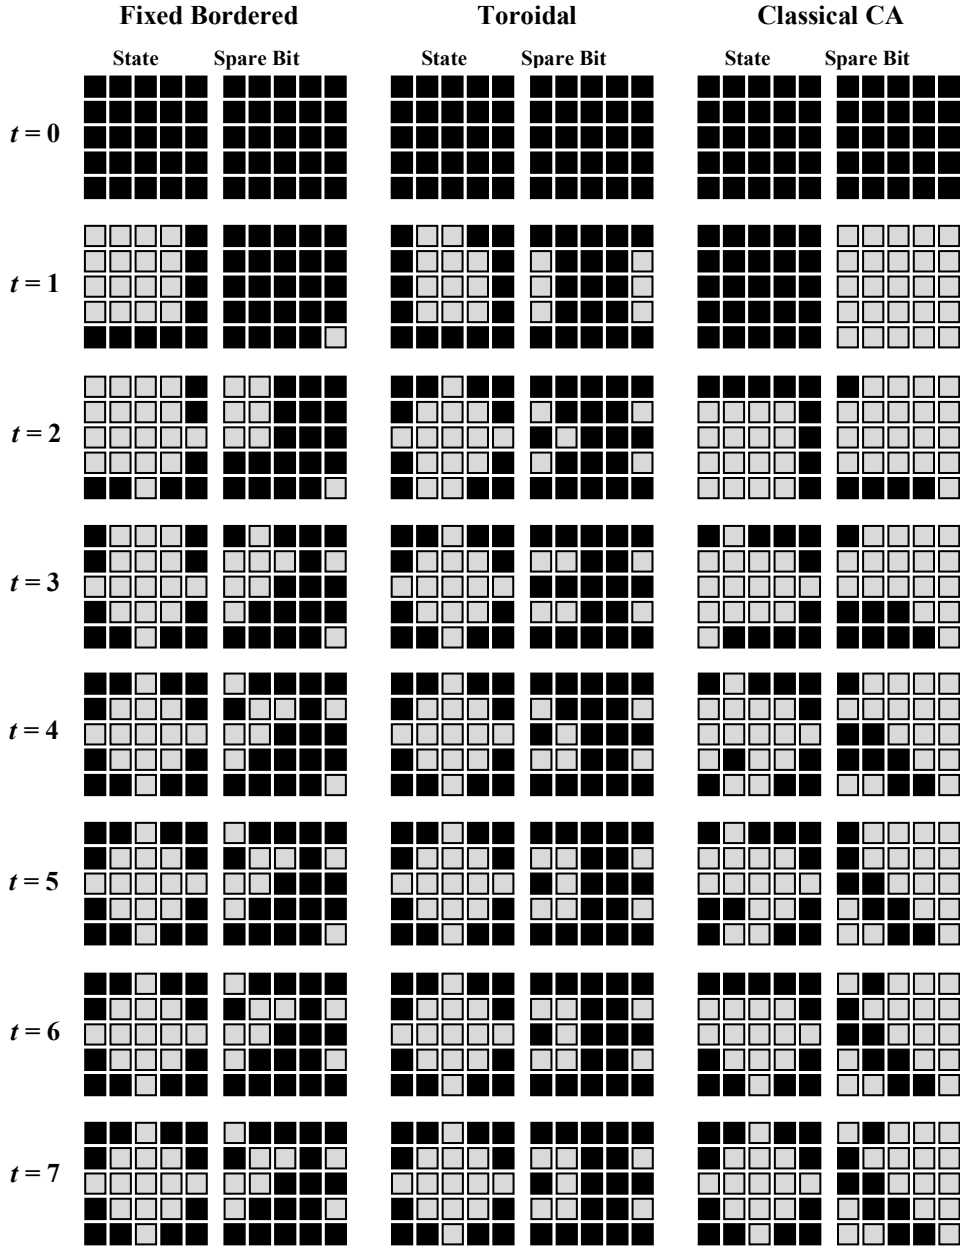 Fixed Bordered Toroidal Classical CA
State Spare Bit State Spare Bit State Spare Bit
t = 0
t = 1
t = 2
t = 3
t = 4
t = 5
t = 6
t = 7